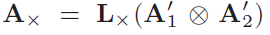 A× = L×(A′1 ⊗ A′2)